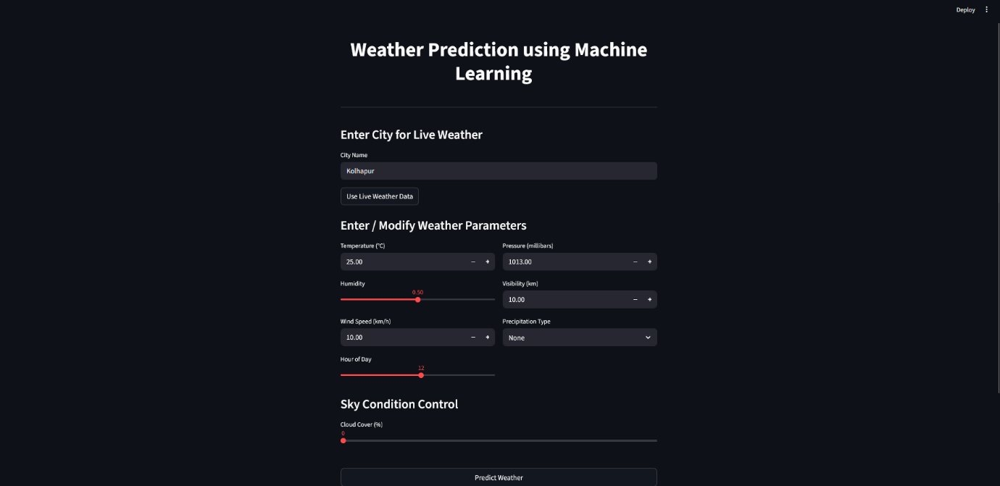 Deploy
Weather Prediction using Machine
Learning
Enter City for Live Weather
City Name
Kolhapur
Use Live Weather Data
Enter / Modify Weather Parameters
Temperature (°C)
Pressure (millibars)
25.00
1013.00
Humidity
Visibility (km)
0.50
10.00
Wind Speed (km/h)
Precipitation Type
10.00
None
Hour of Day
12
Sky Condition Control
Cloud Cover (%)
0
Predict Weather